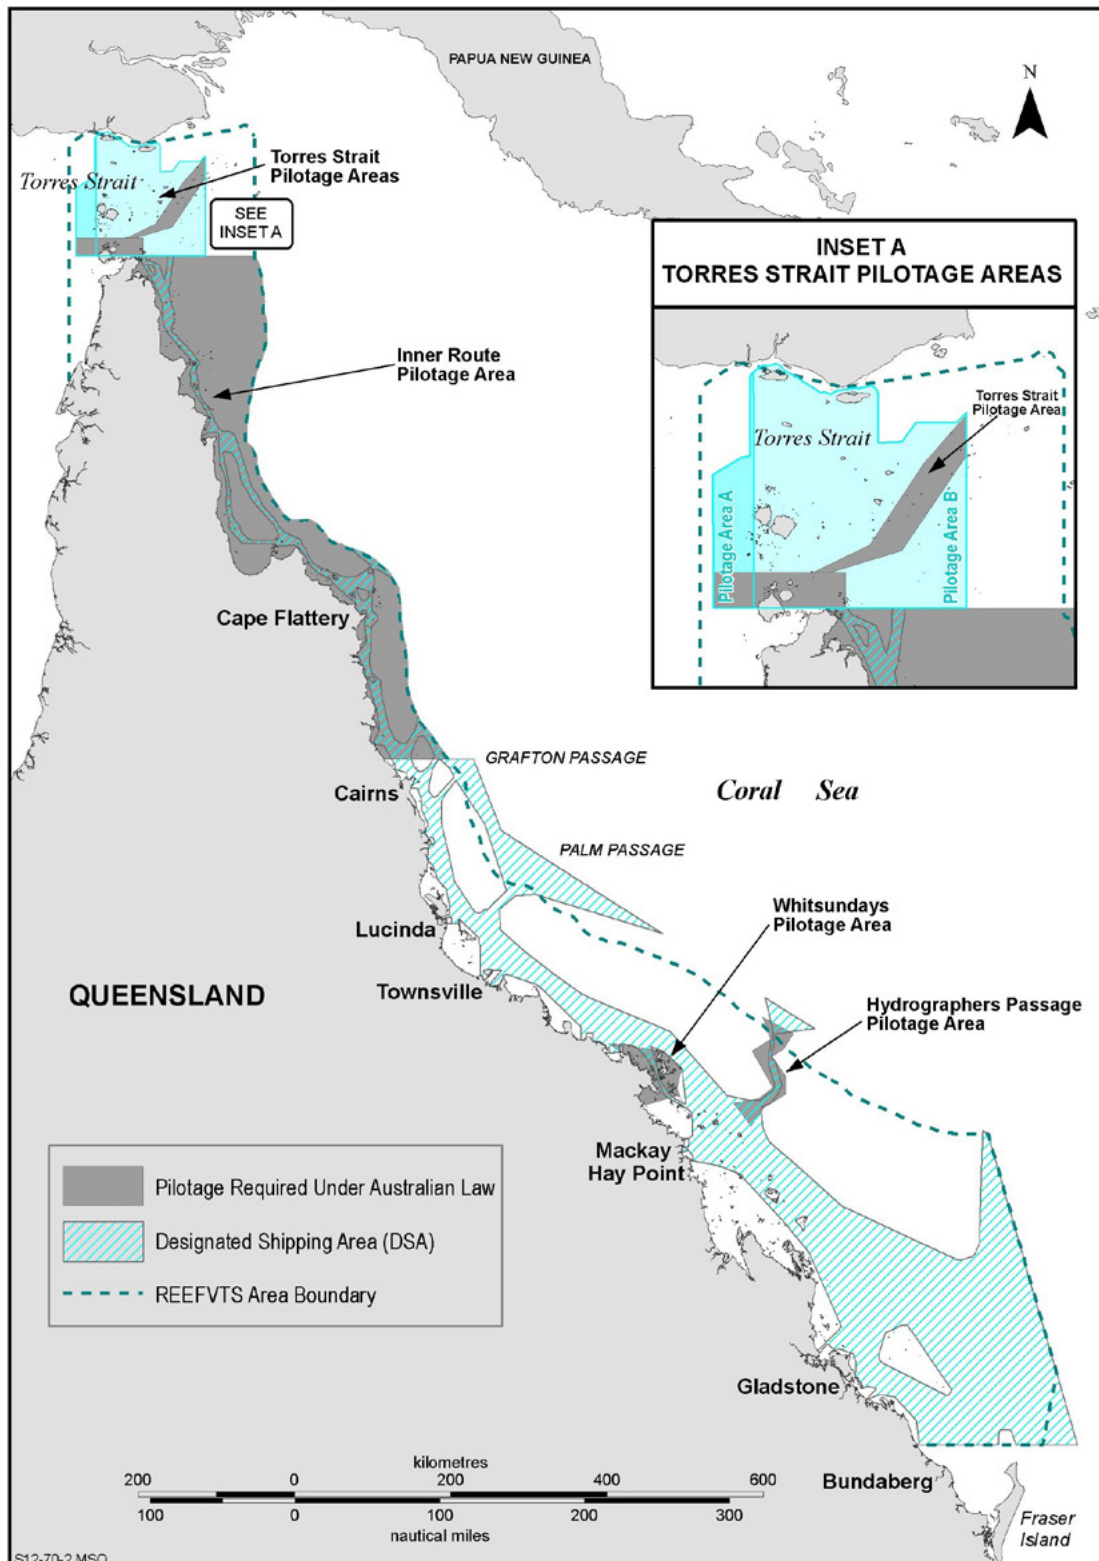 PAPUA NEW GUINEA
N
Torres Strait
Torres Strait
Pilotage Areas
SEE
INSET A
INSET A
TORRES STRAIT PILOTAGE AREAS
Torres Strait
Pilotage Area
Torres Strait
Pilotage Area A
Pilotage Area B
Inner Route
Pilotage Area
Cape Flattery
GRAFTON PASSAGE
Cairns
Coral Sea
PALM PASSAGE
Whitsundays
Pilotage Area
Lucinda
QUEENSLAND
Townsville
Hydrographers Passage
Pilotage Area
Mackay
Hay Point
Pilotage Required Under Australian Law
Designated Shipping Area (DSA)
REEFVTS Area Boundary
Gladstone
Bundaberg
Fraser
Island
kilometres
200 0 200 400 600
100 0 100 200 300
nautical miles
S12-70-2 MSO